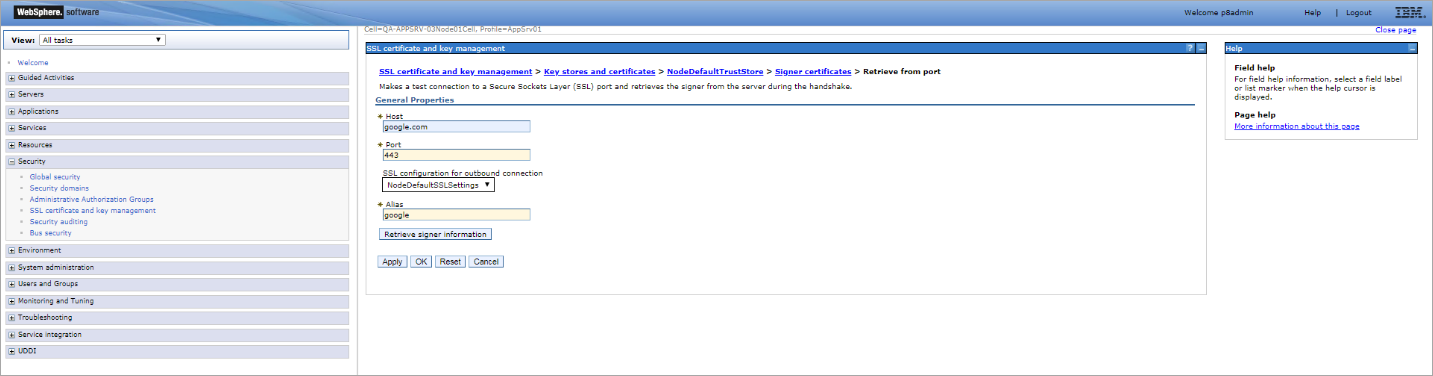 WebSphere. software
Welcome p8admin Help | Logout IBM
View: All tasks
Welcome
Guided Activities
Servers
Applications
Services
Resources
Security
Global security
Security domains
Administrative Authorization Groups
SSL certificate and key management
Security auditing
Bus security
Environment
System administration
Users and Groups
Monitoring and Tuning
Troubleshooting
Service integration
UDDI
Cell=QA-APPSRV-03Node01Cell, Profile=AppSrv01
Close page
SSL certificate and key management ?
SSL certificate and key management > Key stores and certificates > NodeDefaultTrustStore > Signer certificates > Retrieve from port
Makes a test connection to a Secure Sockets Layer (SSL) port and retrieves the signer from the server during the handshake.
General Properties
Host
google.com
Port
443
SSL configuration for outbound connection
NodeDefaultSSLSettings
Alias
google
Retrieve signer information
Apply OK Reset Cancel
Help
Field help
For field help information, select a field label
or list marker when the help cursor is
displayed.
Page help
More information about this page